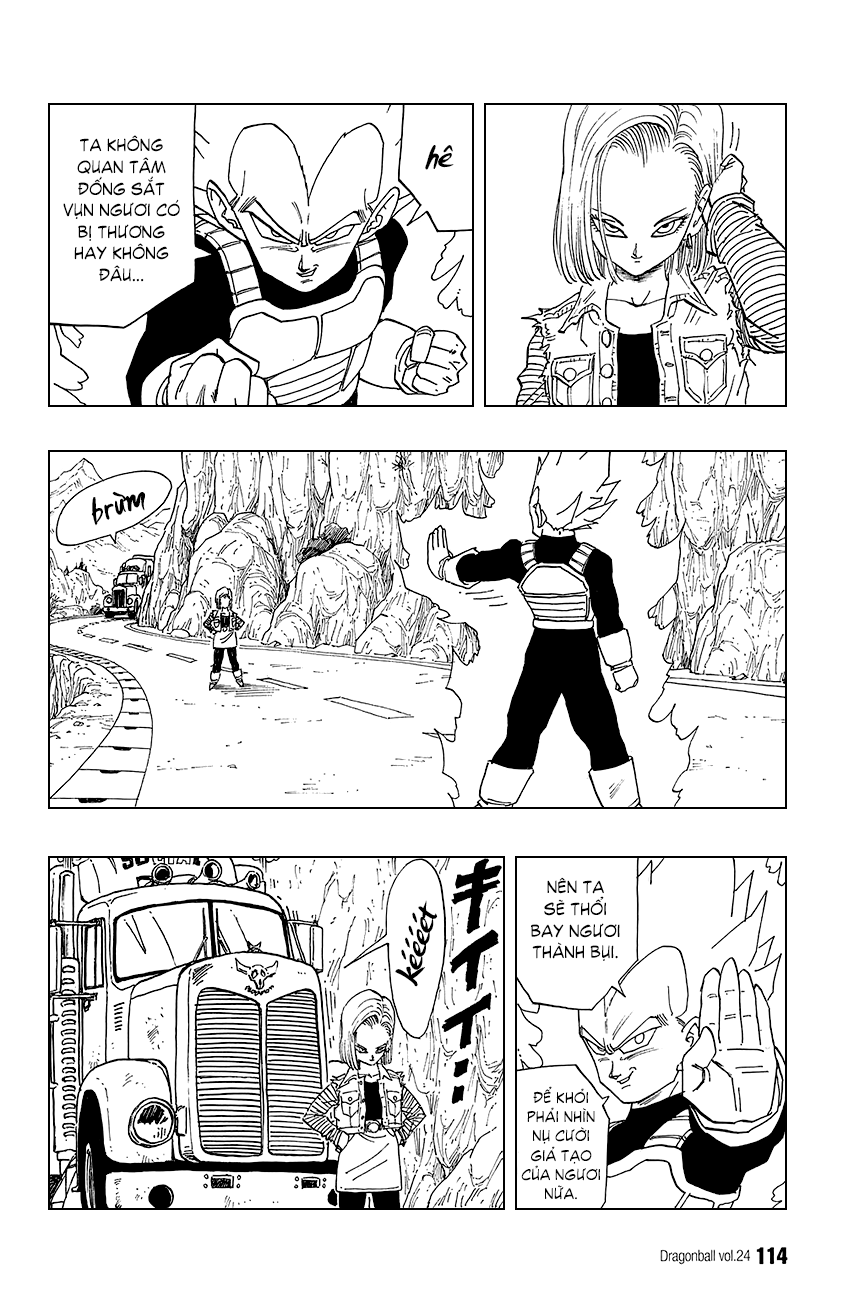 hê
TA KHÔNG
QUAN TÂM
ĐỐNG SẮT
VỤN NGƯƠI CÓ
BỊ THƯƠNG
HAY KHÔNG
ĐÂU...
brừm
NÊN TA
SẼ THỔI
BAY NGƯƠI
THÀNH BỤI.
ĐỂ KHỎI
PHẢI NHÌN
NỤ CƯỜI
GIẢ TẠO
CỦA NGƯƠI
NỮA.
キイイ・・
kéééét
Dragonball vol.24 114